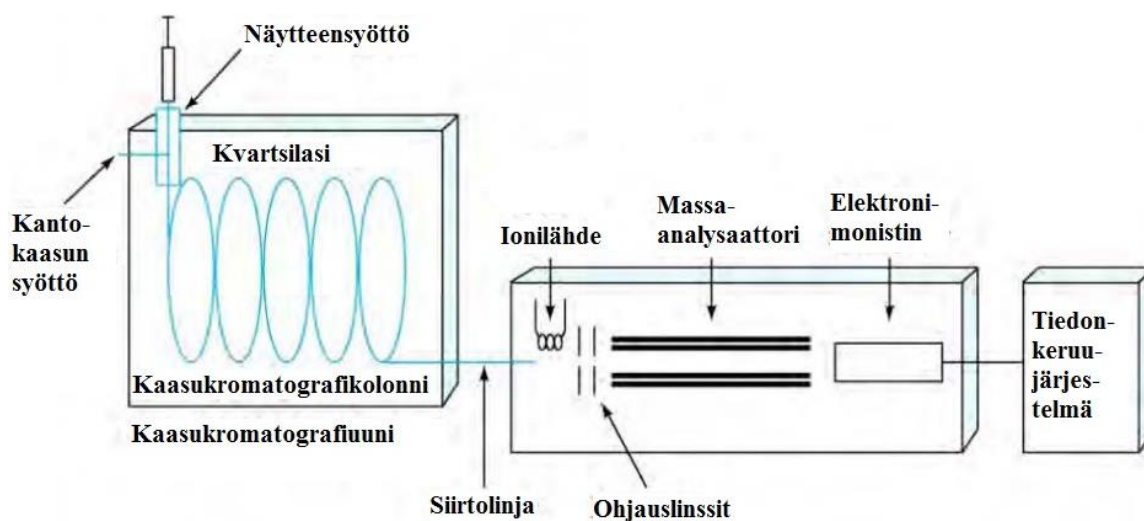 Näytteensyöttö
Kvartsilasi
Kanto-
kaasun
syöttö
Kaasukromatografikolonni
Kaasukromatografiuuni
Siirtolinja
Ionilähde
Massa-
analysaattori
Elektroni-
monistin
Ohjauslinssit
Tiedon-
keruu-
järjes-
telmä